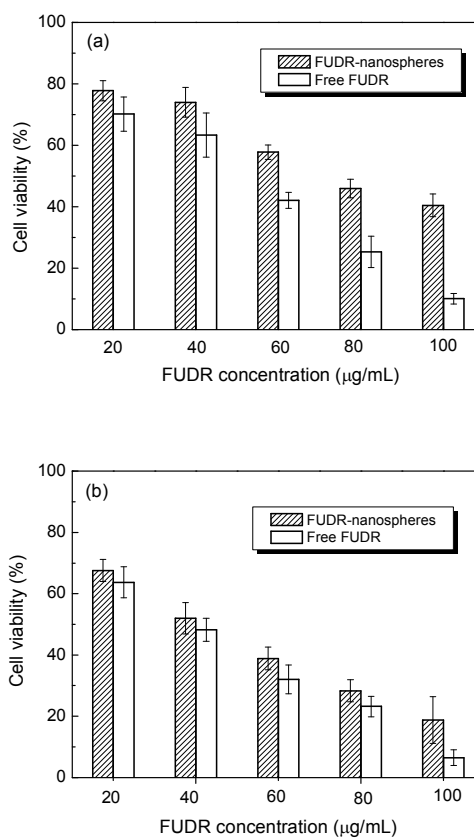 (a)
FUDR-nanospheres
Free FUDR
Cell viability (%)
100
80
60
40
20
0
20 40 60 80 100
FUDR concentration (μg/mL)
(b)
FUDR-nanospheres
Free FUDR
Cell viability (%)
100
80
60
40
20
0
20 40 60 80 100
FUDR concentration (μg/mL)